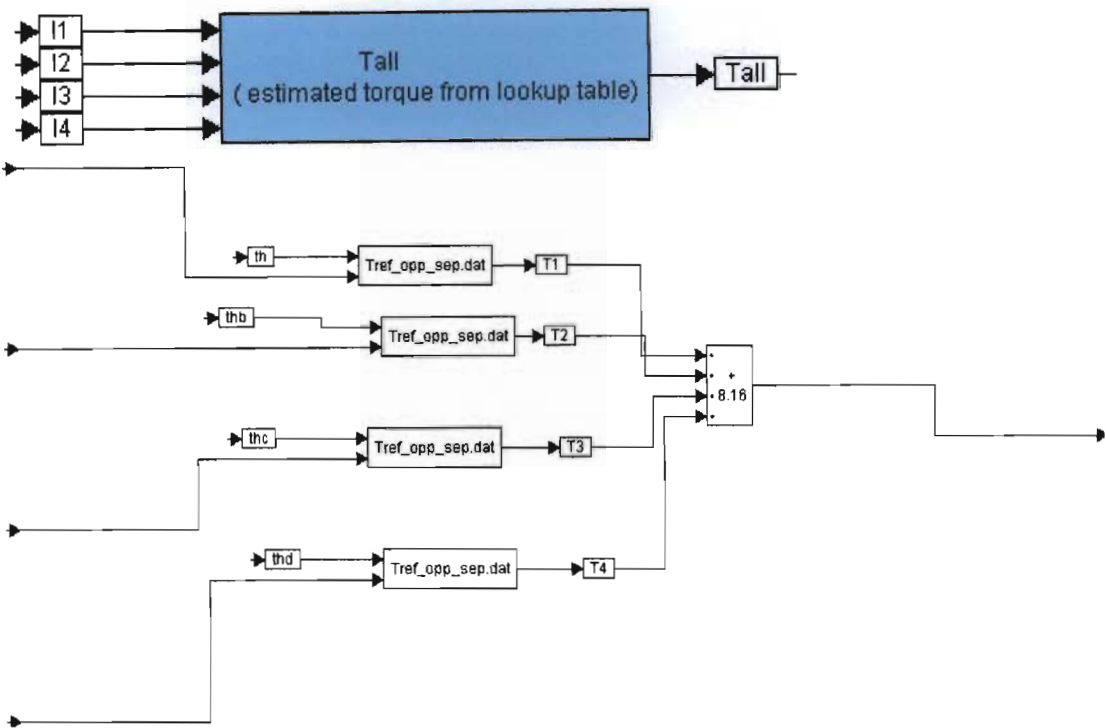 I1
I2
I3
I4
Tall
( estimated torque from lookup table)
Tall
th
Tref_opp_sep.dat
T1
thb
Tref_opp_sep.dat
T2
+
8.16
thc
Tref_opp_sep.dat
T3
thd
Tref_opp_sep.dat
T4